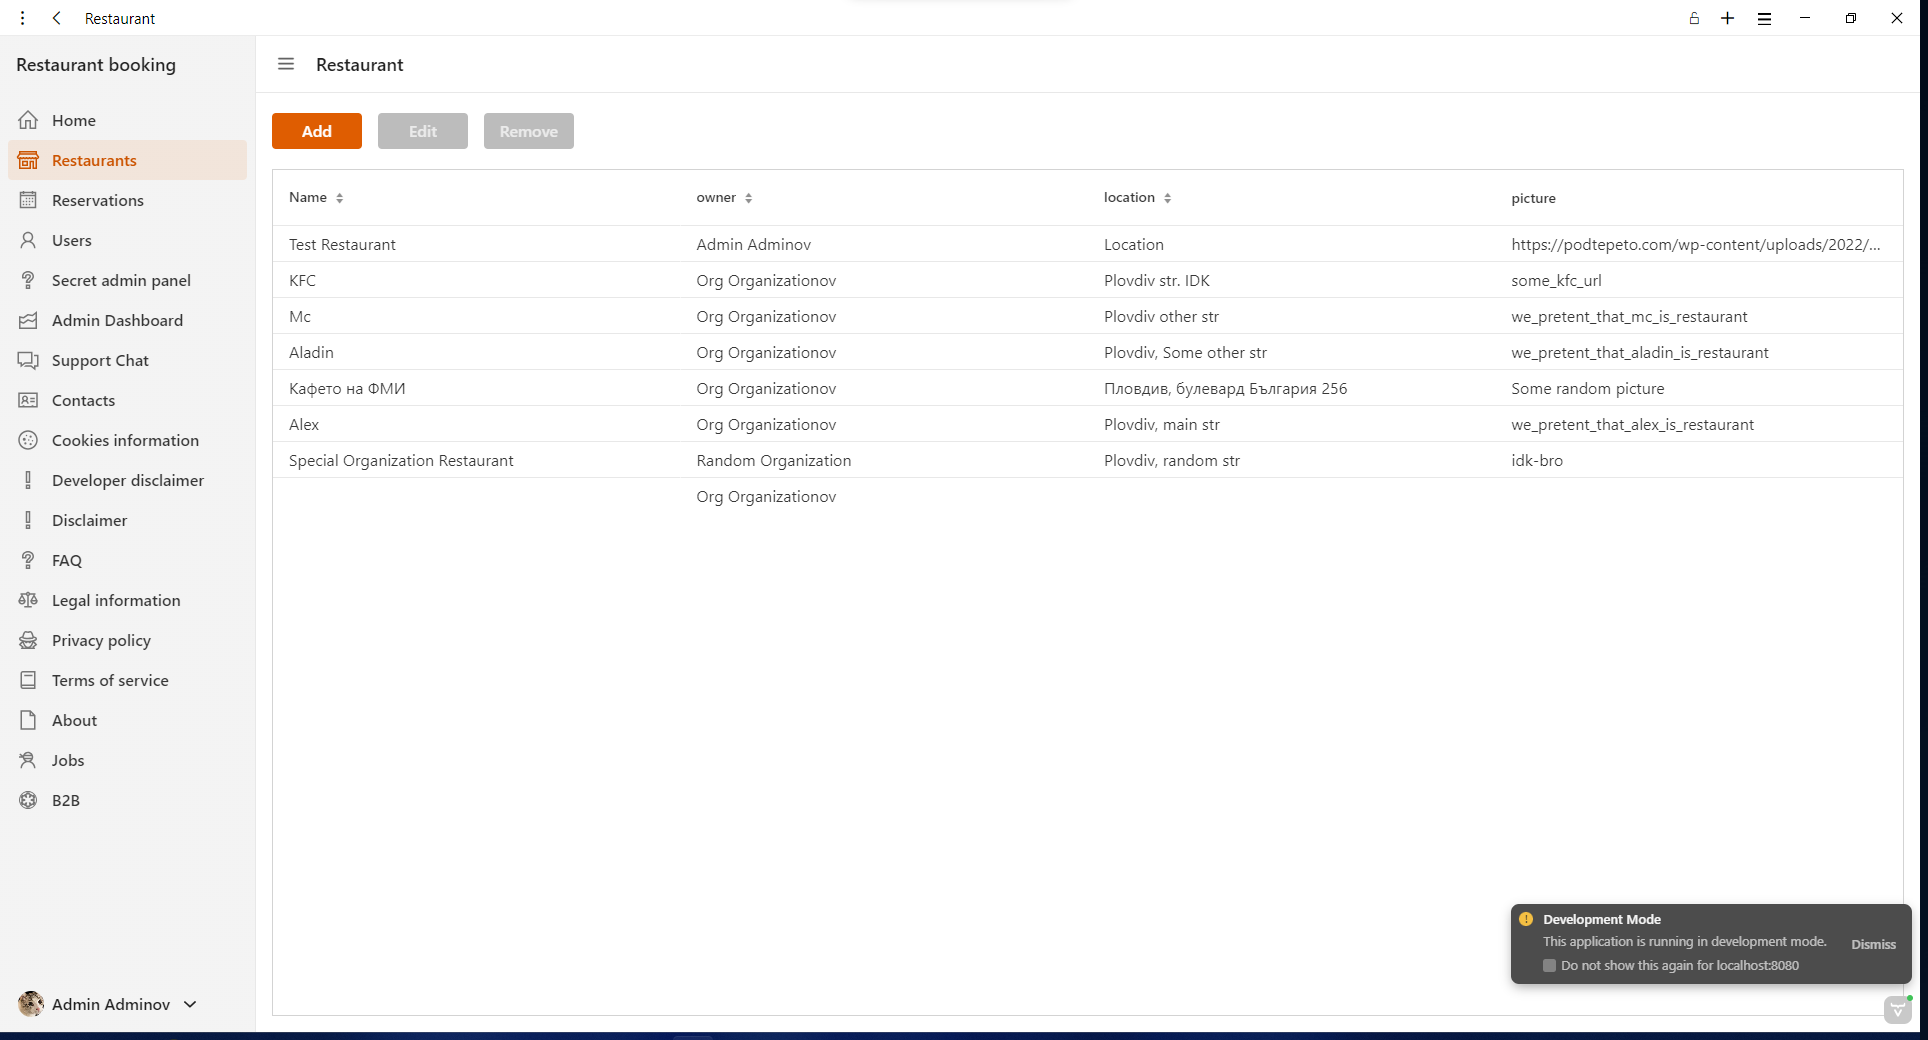 Restaurant
Restaurant booking
Home
Restaurants
Reservations
Users
Secret admin panel
Admin Dashboard
Support Chat
Contacts
Cookies information
Developer disclaimer
Disclaimer
FAQ
Legal information
Privacy policy
Terms of service
About
Jobs
B2B
Admin Adminov
Restaurant
Add Edit Remove
Name owner location picture
Test Restaurant Admin Adminov Location https://podtepeto.com/wp-content/uploads/2022/...
KFC Org Organizationov Plovdiv str. IDK some_kfc_url
Mc Org Organizationov Plovdiv other str we_pretent_that_mc_is_restaurant
Aladin Org Organizationov Plovdiv, Some other str we_pretent_that_aladin_is_restaurant
Кафето на ФМИ Org Organizationov Пловдив, булевард България 256 Some random picture
Alex Org Organizationov Plovdiv, main str we_pretent_that_alex_is_restaurant
Special Organization Restaurant Random Organization Plovdiv, random str idk-bro
Org Organizationov
Development Mode
This application is running in development mode.
Dismiss
Do not show this again for localhost:8080